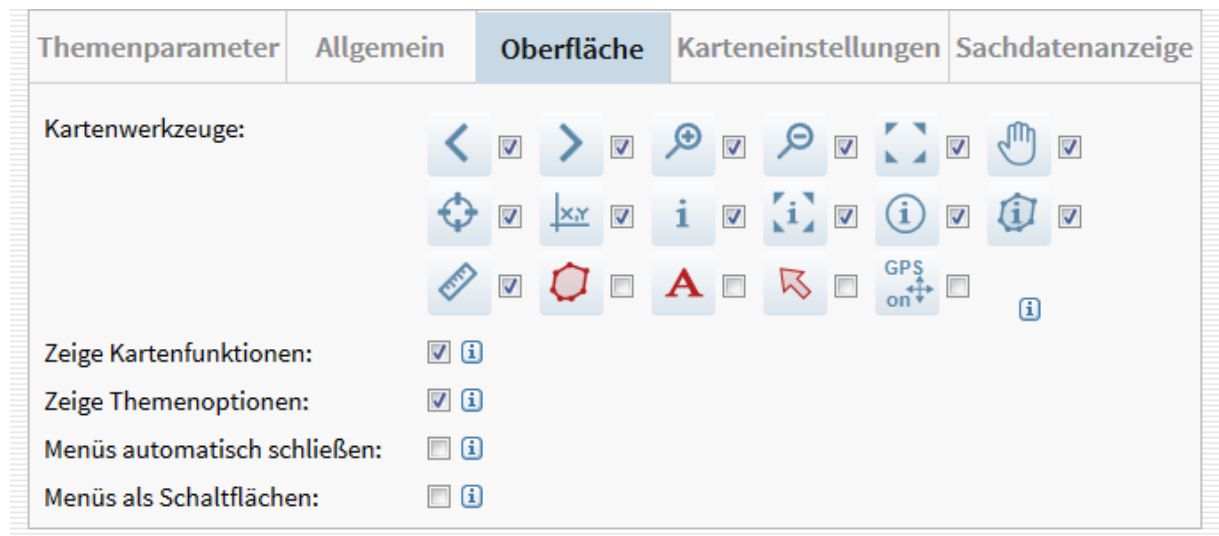 Themenparameter Allgemein Oberfläche Karteneinstellungen Sachdatenanzeige
Kartenwerkzeuge:
X,Y i i i i
A GPS on i
Zeige Kartenfunktionen: i
Zeige Themenoptionen: i
Menüs automatisch schließen: i
Menüs als Schaltflächen: i